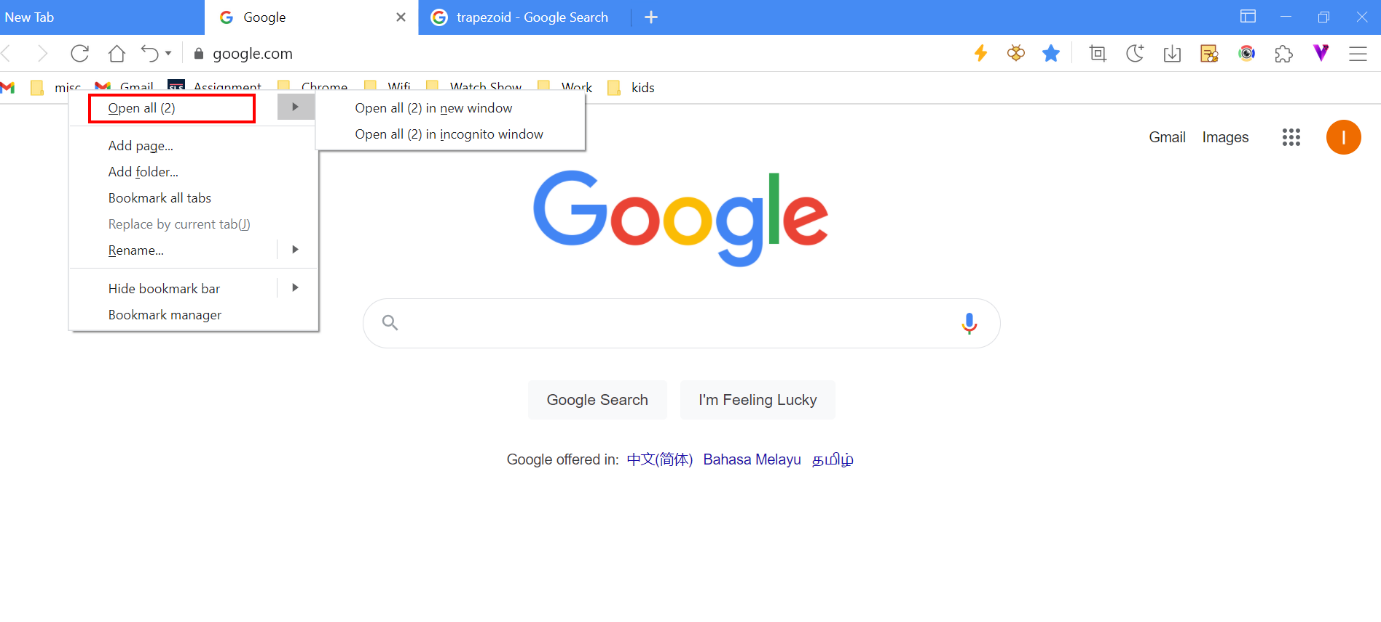 New Tab
Google
trapezoid - Google Search
google.com
misc
Gmail
Assignment
Chrome
Wifi
Watch Show
Work
kids
Open all (2)
Open all (2) in new window
Open all (2) in incognito window
Add page...
Add folder...
Bookmark all tabs
Replace by current tab(J)
Rename...
Hide bookmark bar
Bookmark manager
Gmail Images
I
Google
Google Search
I'm Feeling Lucky
Google offered in: 中文(简体) Bahasa Melayu தமிழ்